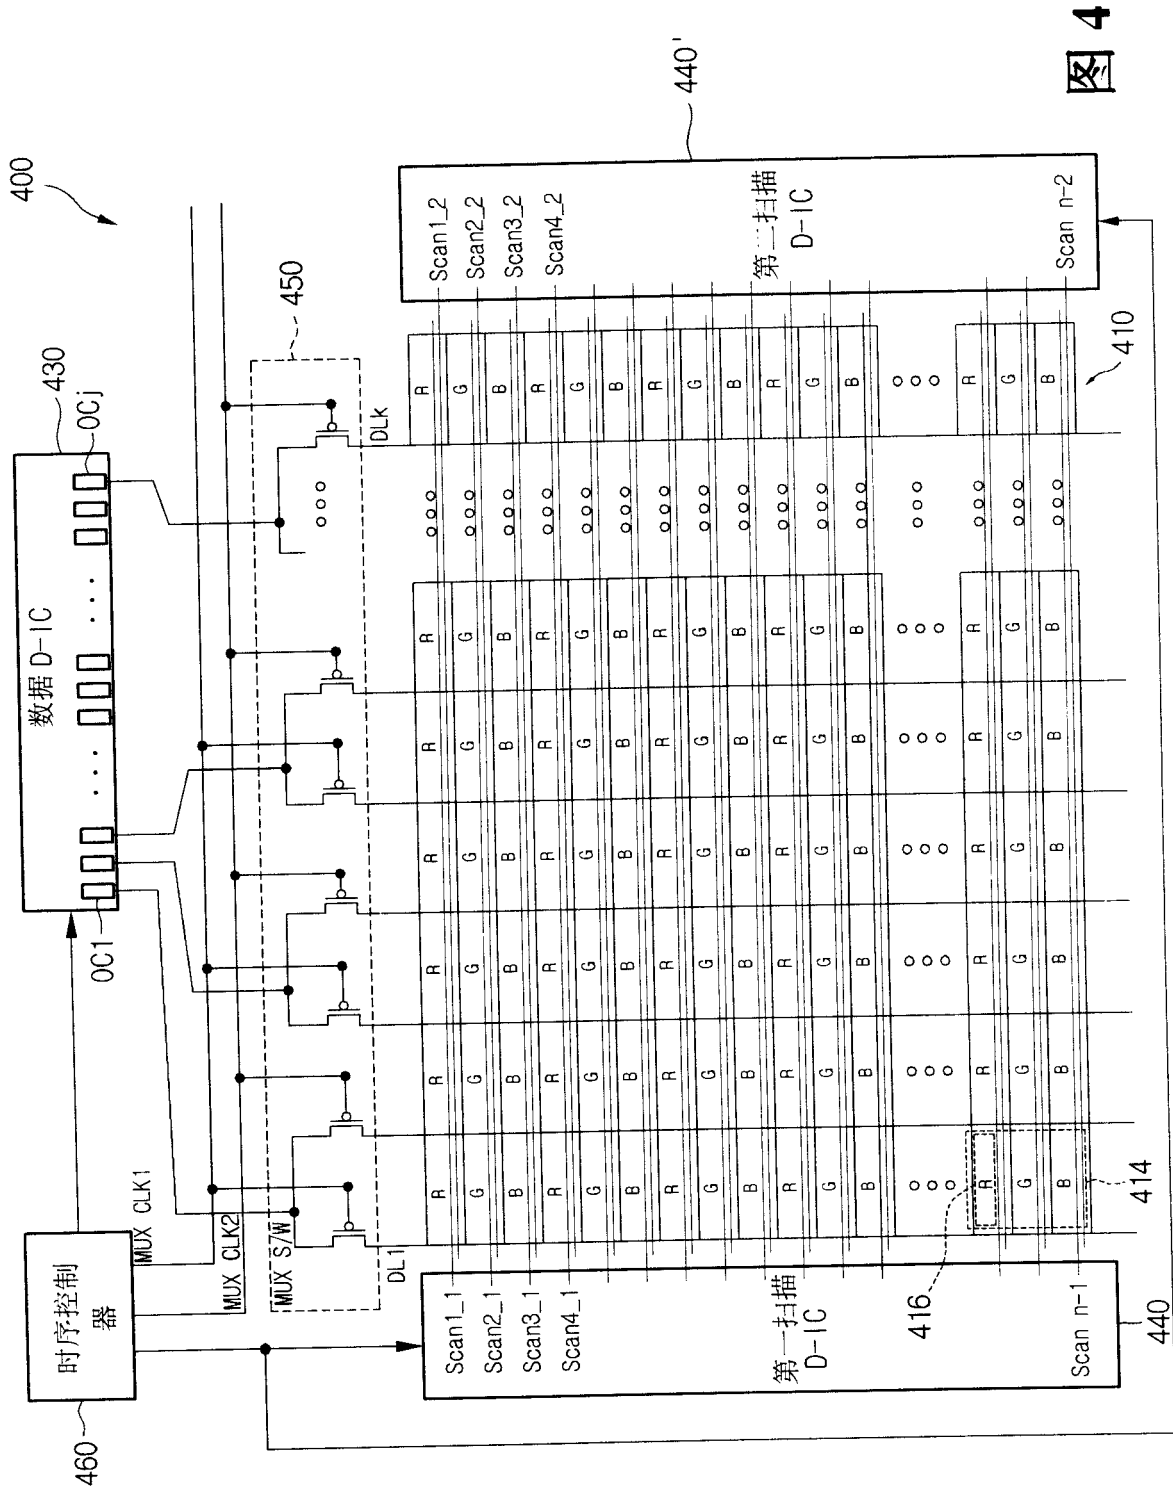 400
430
数据 D-IC
0C1
0Cj
460
时序控制
器
MUX CLK1
MUX CLK2
MUX S/W
450
DL1
DLk
Scan1_1
Scan2_1
Scan3_1
Scan4_1
第一扫描
D-IC
Scan n-1
440
Scan1_2
Scan2_2
Scan3_2
Scan4_2
第二扫描
D-IC
Scan n-2
440'
R R R R R R R R
G G G G G G G G
B B B B B B B B
R R R R R R R R
G G G G G G G G
B B B B B B B B
R R R R R R R R
G G G G G G G G
B B B B B B B B
R R R R R R R R
G G G G G G G G
B B B B B B B B
R R R R R R R R
G G G G G G G G
B B B B B B B B
416
414
410
图 4